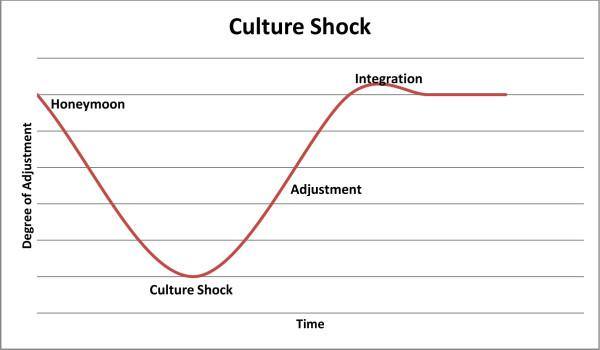 Culture Shock
Integration
Honeymoon
Degree of Adjustment
Adjustment
Culture Shock
Time